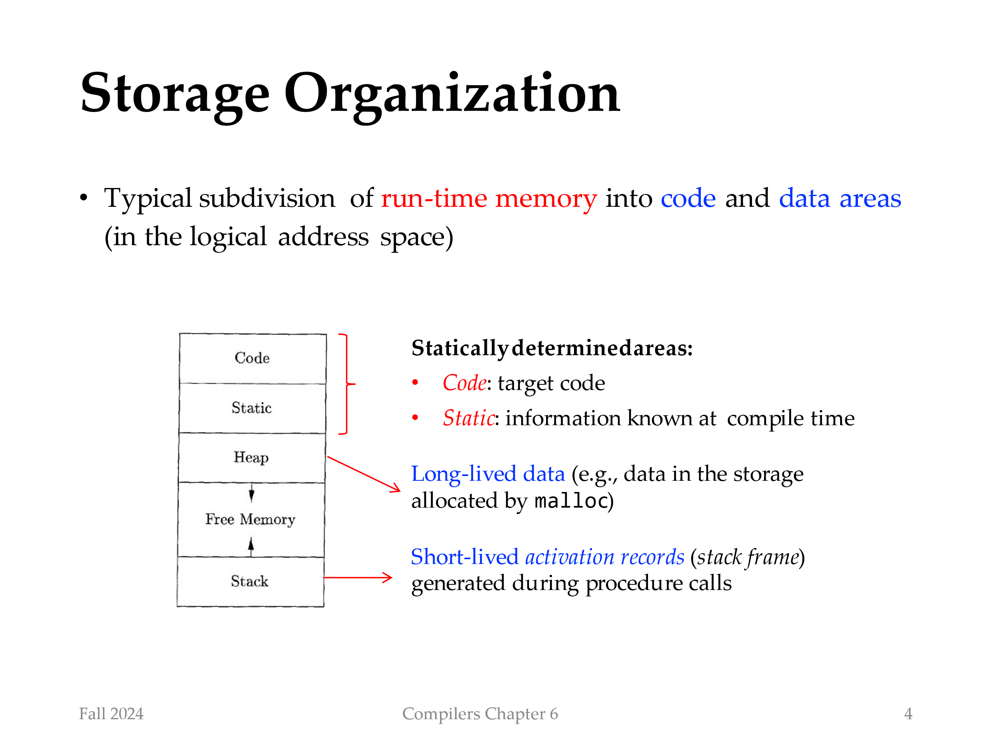 Storage Organization
• Typical subdivision of run-time memory into code and data areas
(in the logical address space)
Code
Static
Heap
Free Memory
Stack
Statically determined areas:
• Code: target code
• Static: information known at compile time
Long-lived data (e.g., data in the storage
allocated by malloc)
Short-lived activation records (stack frame)
generated during procedure calls
Fall 2024
Compilers Chapter 6
4